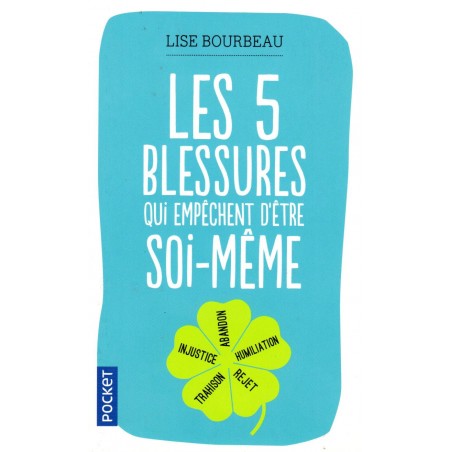 LISE BOURBEAU
LES 5
BLESSURES
QUi EMPÊCHENT D'ÊTRE
SOi-MÊME
ABANDON
INJUSTICE
HUMILIATION
TRAHISON
REJET
POCKET